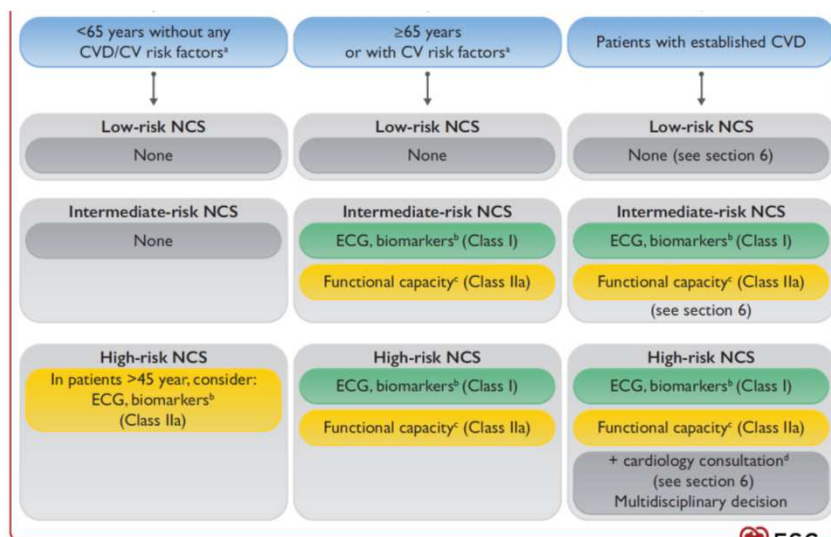 <65 years without any
CVD/CV risk factorsᵃ
Low-risk NCS
None
Intermediate-risk NCS
None
High-risk NCS
In patients >45 year, consider:
ECG, biomarkersᵇ
(Class IIa)
≥65 years
or with CV risk factorsᵃ
Low-risk NCS
None
Intermediate-risk NCS
ECG, biomarkersᵇ (Class I)
Functional capacityᶜ (Class IIa)
High-risk NCS
ECG, biomarkersᵇ (Class I)
Functional capacityᶜ (Class IIa)
Patients with established CVD
Low-risk NCS
None (see section 6)
Intermediate-risk NCS
ECG, biomarkersᵇ (Class I)
Functional capacityᶜ (Class IIa)
(see section 6)
High-risk NCS
ECG, biomarkersᵇ (Class I)
Functional capacityᶜ (Class IIa)
+ cardiology consultationᵈ
(see section 6)
Multidisciplinary decision